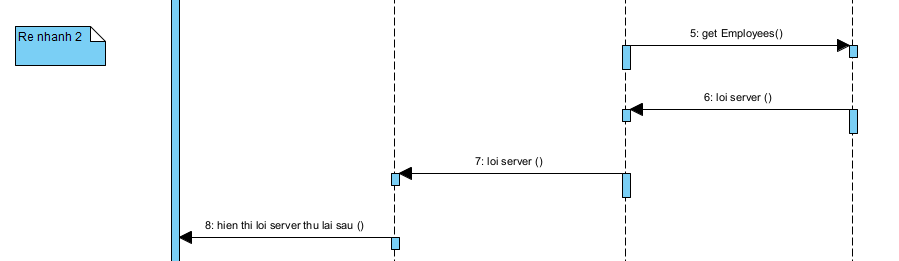 Re nhanh 2
5: get Employees()
6: loi server ()
7: loi server ()
8: hien thi loi server thu lai sau ()